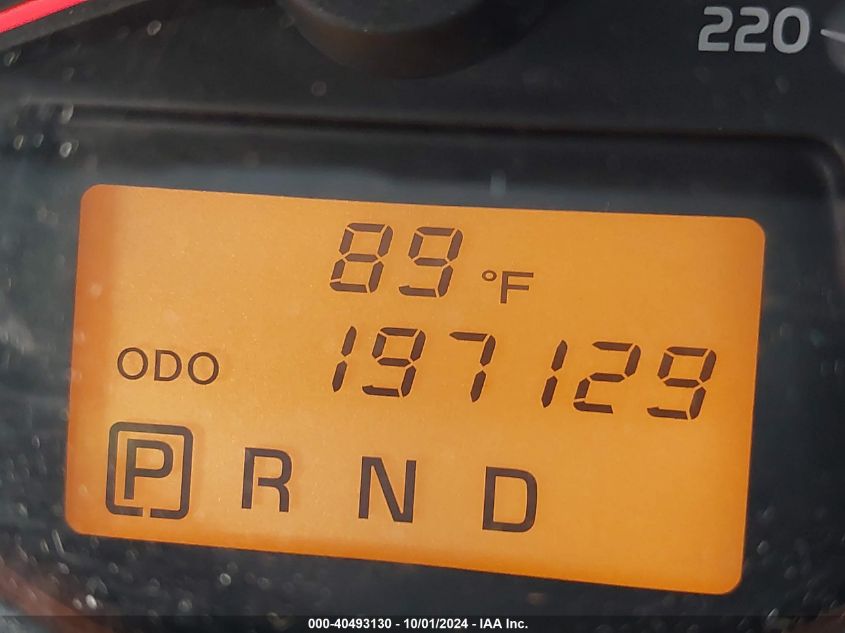 220
89 °F
ODO 197129
P R N D
000-40493130 - 10/01/2024 - IAA Inc.